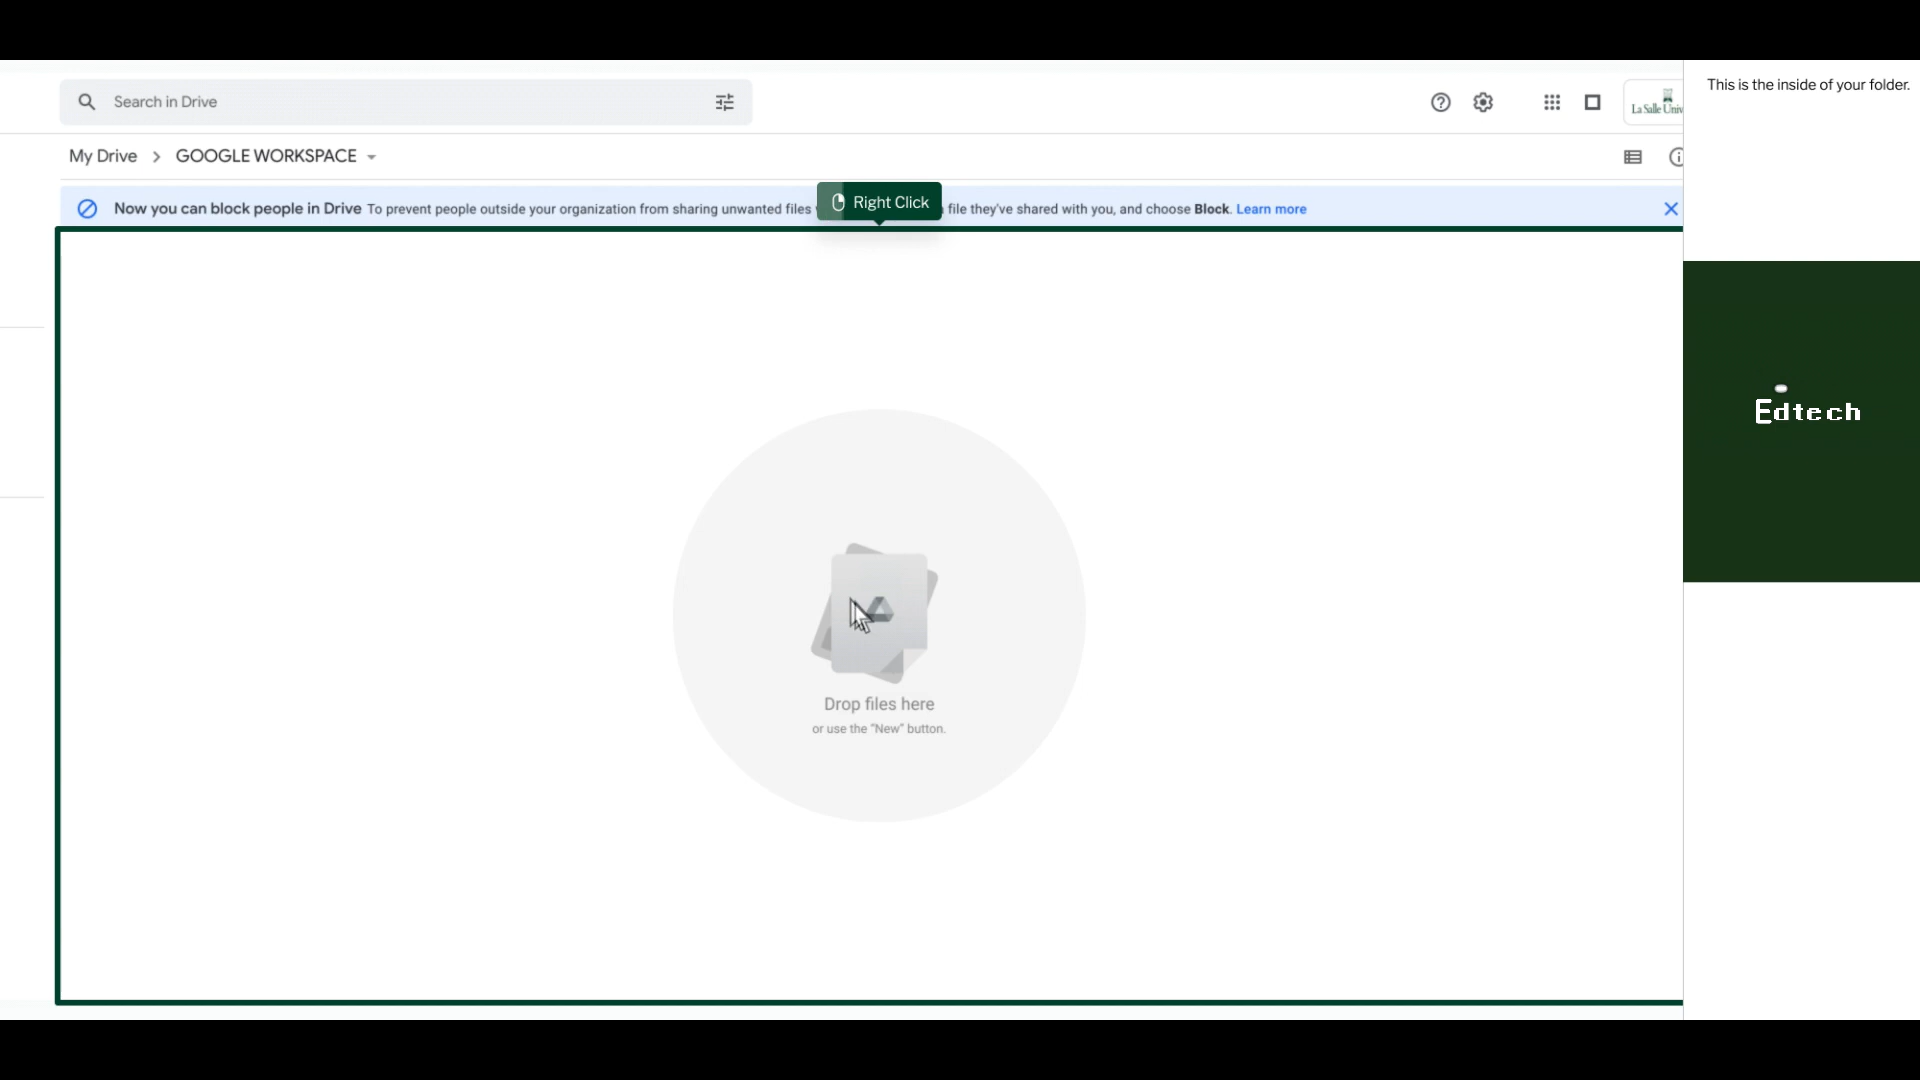 Search in Drive
La Salle Univ
This is the inside of your folder.
My Drive > GOOGLE WORKSPACE
Right Click
Now you can block people in Drive To prevent people outside your organization from sharing unwanted files file they've shared with you, and choose Block. Learn more
Edtech
Drop files here
or use the "New" button.